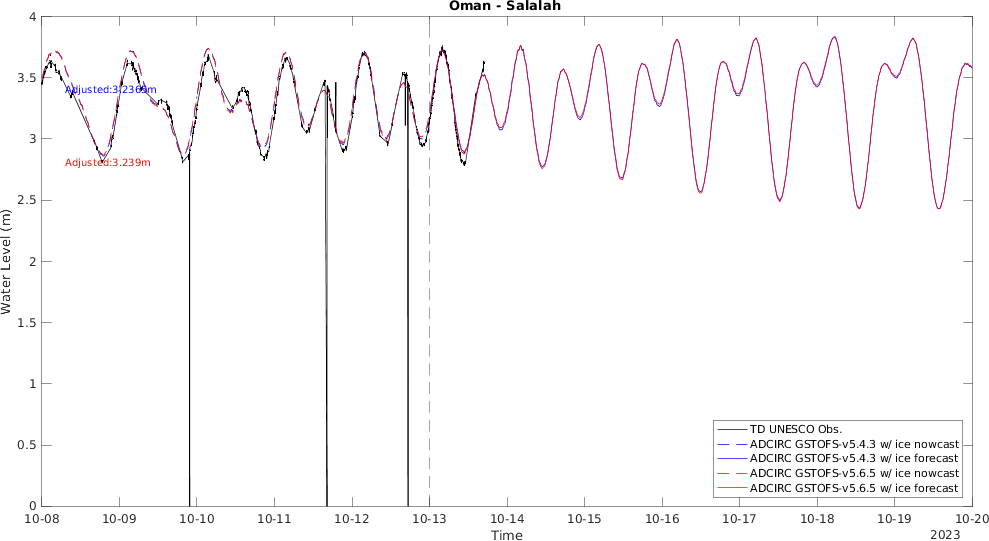 Oman - Salalah
4
3.5
3
2.5
2
1.5
1
0.5
0
Water Level (m)
Adjusted:3.2369m
Adjusted:3.239m
TD UNESCO Obs.
ADCIRC GSTOFS-v5.4.3 w/ ice nowcast
ADCIRC GSTOFS-v5.4.3 w/ ice forecast
ADCIRC GSTOFS-v5.6.5 w/ ice nowcast
ADCIRC GSTOFS-v5.6.5 w/ ice forecast
10-08 10-09 10-10 10-11 10-12 10-13 10-14 10-15 10-16 10-17 10-18 10-19 10-20
Time
2023